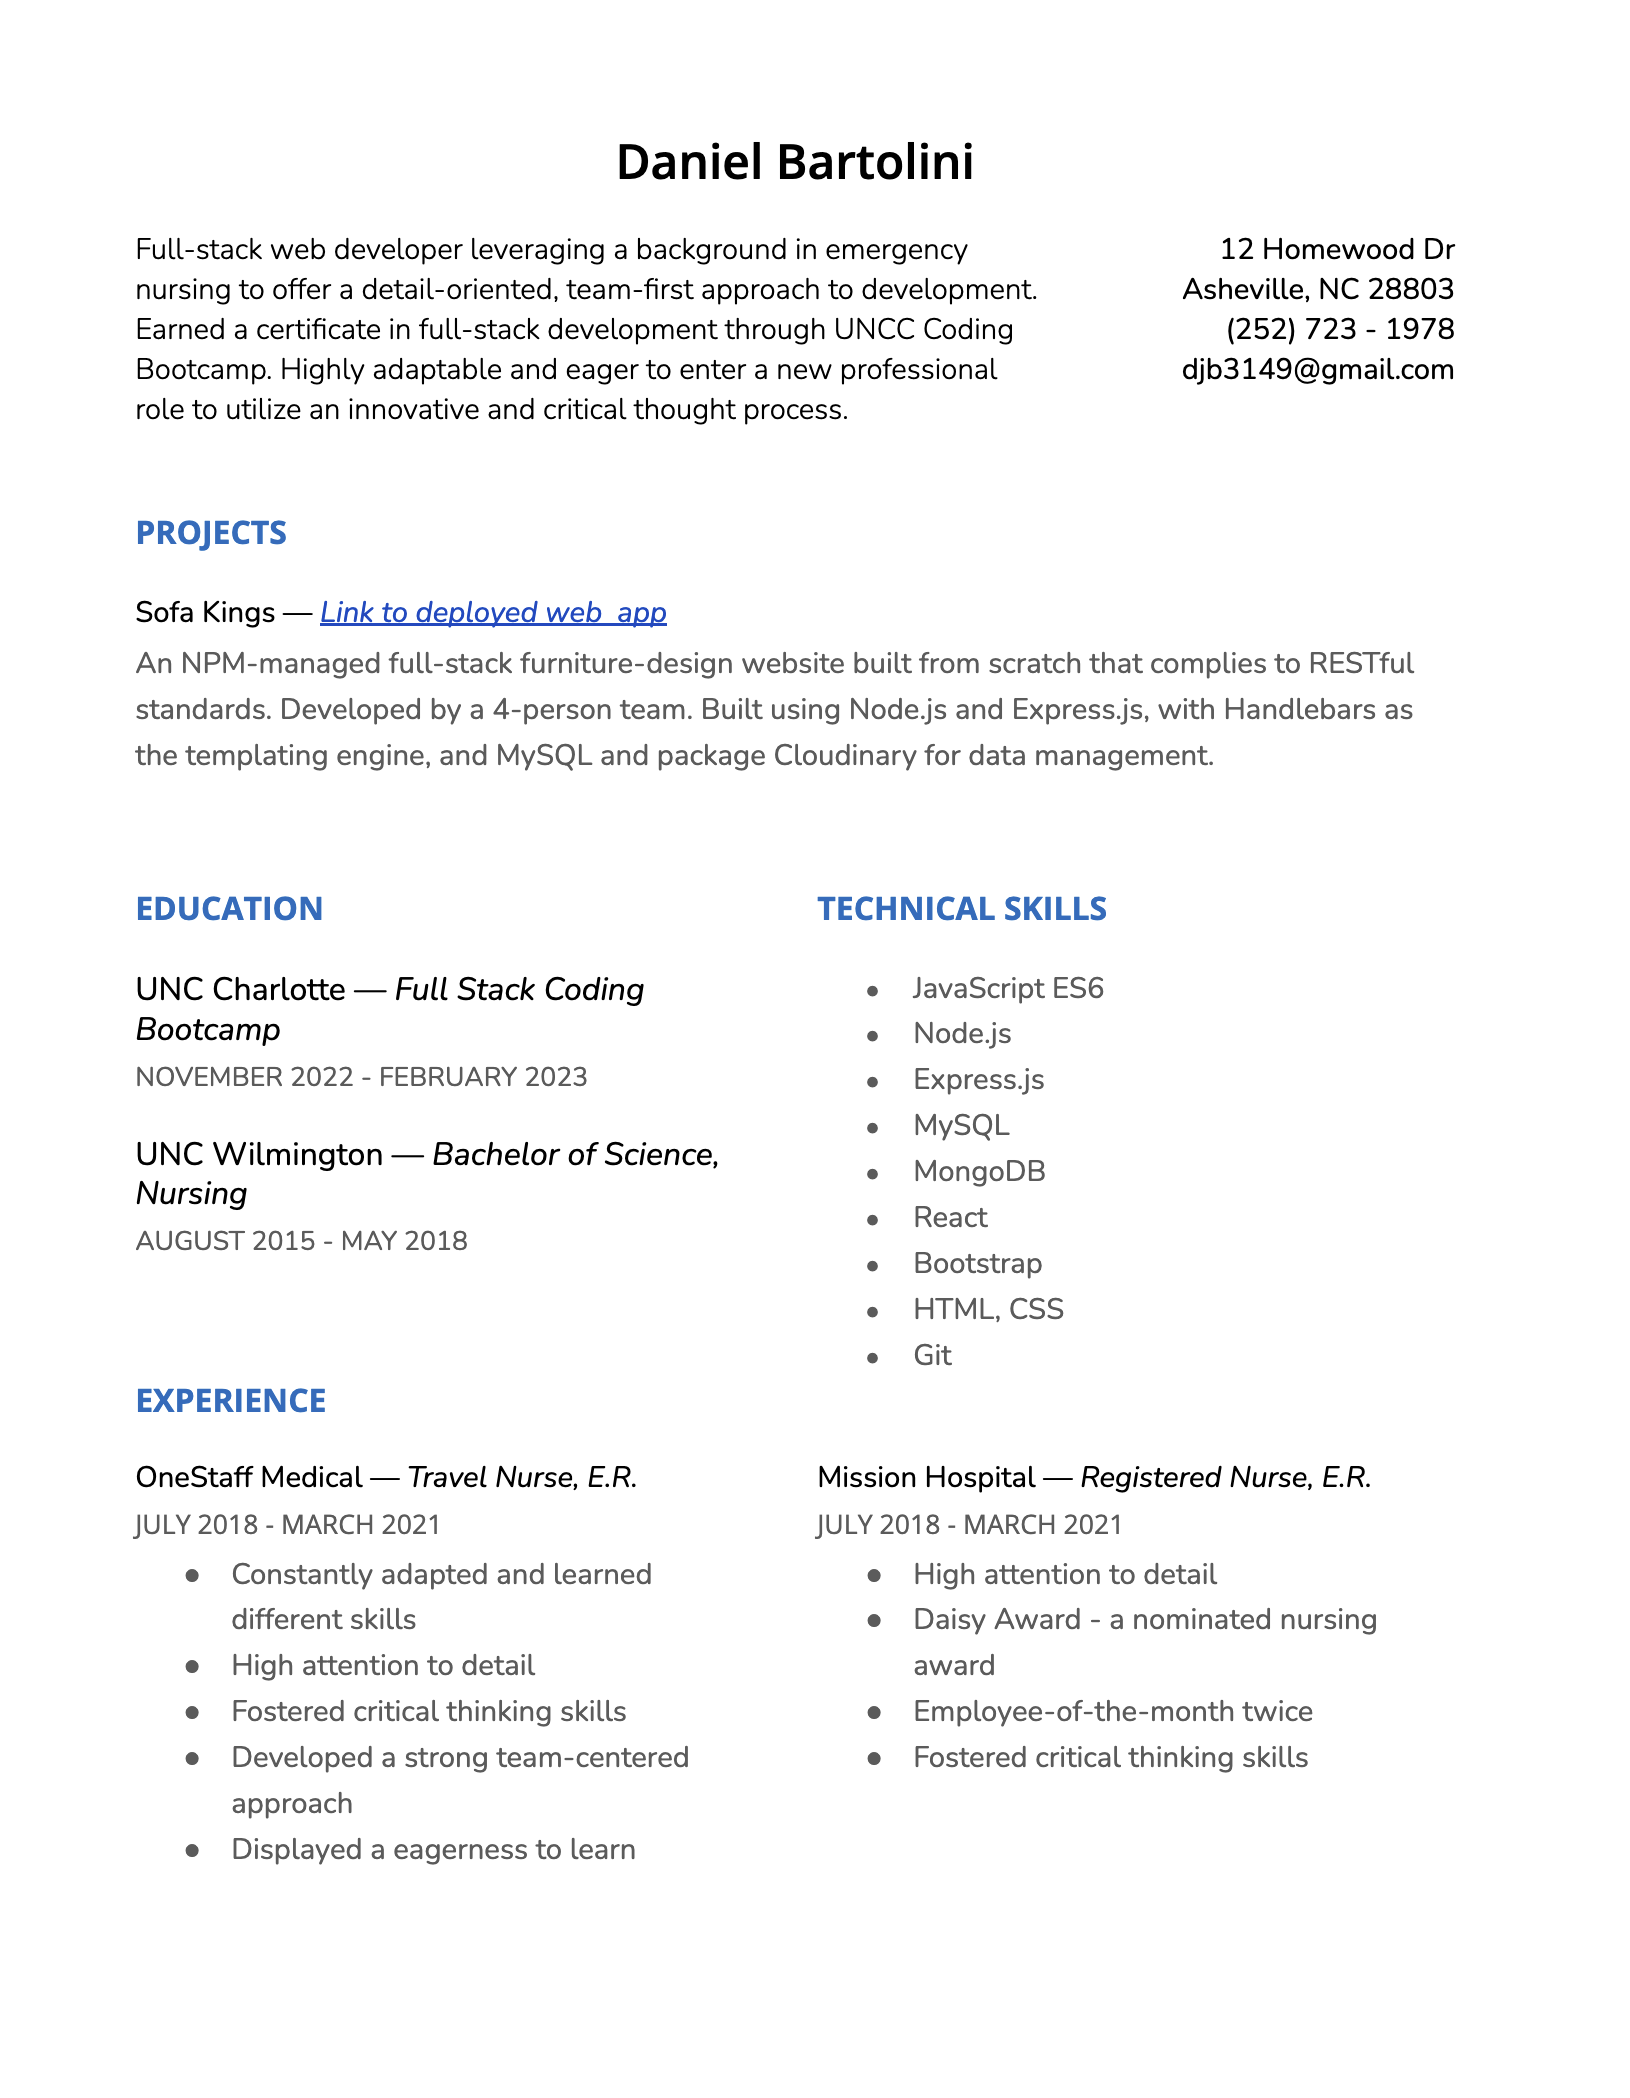 Daniel Bartolini
Full-stack web developer leveraging a background in emergency
nursing to offer a detail-oriented, team-first approach to development.
Earned a certificate in full-stack development through UNCC Coding
Bootcamp. Highly adaptable and eager to enter a new professional
role to utilize an innovative and critical thought process.
12 Homewood Dr
Asheville, NC 28803
(252) 723 - 1978
djb3149@gmail.com
PROJECTS
Sofa Kings — Link to deployed web  app
An NPM-managed full-stack furniture-design website built from scratch that complies to RESTful
standards. Developed by a 4-person team. Built using Node.js and Express.js, with Handlebars as
the templating engine, and MySQL and package Cloudinary for data management.
EDUCATION
UNC Charlotte — Full Stack Coding
Bootcamp
NOVEMBER 2022 - FEBRUARY 2023
UNC Wilmington — Bachelor of Science,
Nursing
AUGUST 2015 - MAY 2018
TECHNICAL SKILLS
● JavaScript ES6
● Node.js
● Express.js
● MySQL
● MongoDB
● React
● Bootstrap
● HTML, CSS
● Git
EXPERIENCE
OneStaff Medical — Travel Nurse, E.R.
JULY 2018 - MARCH 2021
● Constantly adapted and learned
different skills
● High attention to detail
● Fostered critical thinking skills
● Developed a strong team-centered
approach
● Displayed a eagerness to learn
Mission Hospital — Registered Nurse, E.R.
JULY 2018 - MARCH 2021
● High attention to detail
● Daisy Award - a nominated nursing
award
● Employee-of-the-month twice
● Fostered critical thinking skills